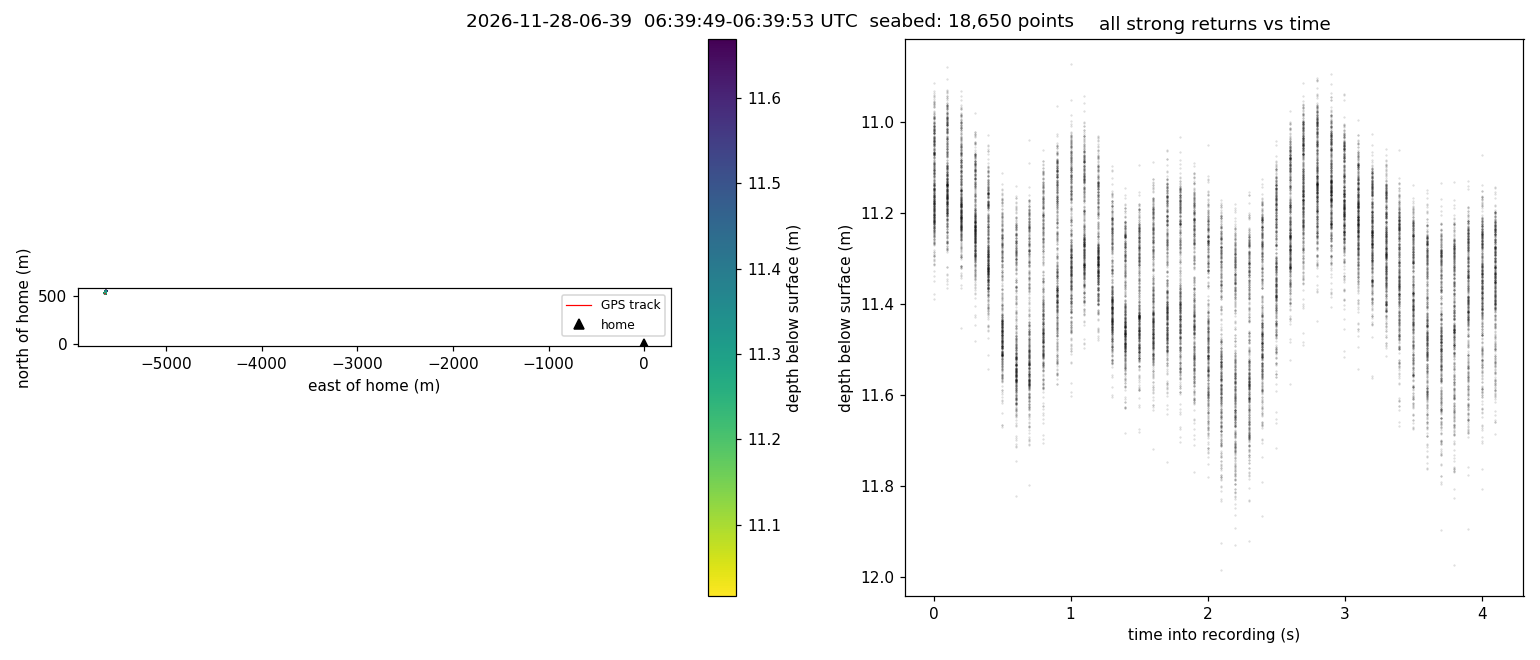 2026-11-28-06-39  06:39:49-06:39:53 UTC  seabed: 18,650 points
all strong returns vs time
north of home (m)
500
0
GPS track
home
−5000
−4000
−3000
−2000
−1000
0
east of home (m)
11.6
11.5
11.4
11.3
11.2
11.1
depth below surface (m)
depth below surface (m)
11.0
11.2
11.4
11.6
11.8
12.0
0
1
2
3
4
time into recording (s)